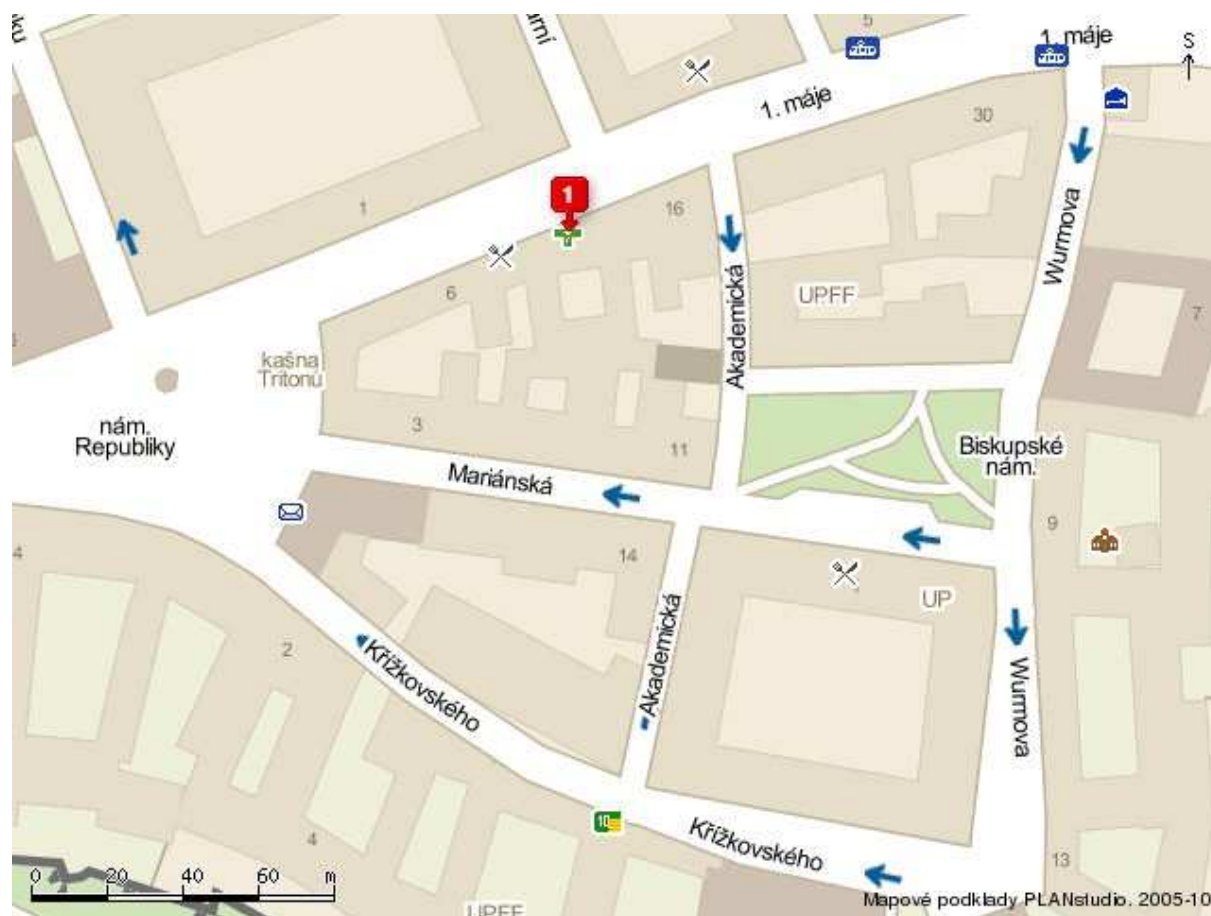 5
1. máje
S
1. máje
30
1
1
16
Wurmova
6
Akademická
UPFF
7
kašna
Tritonů
nám.
Republiky
3
11
Biskupské
nám.
Mariánská
9
4
14
UP
2
Křížkovského
Akademická
Wurmova
10
Křížkovského
4
13
0 20 40 60 m
Mapové podklady PLANstudio. 2005-10
UPFF